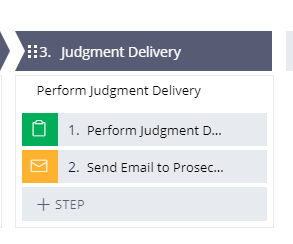 3. Judgment Delivery
Perform Judgment Delivery
1. Perform Judgment D...
2. Send Email to Prosec...
+ STEP